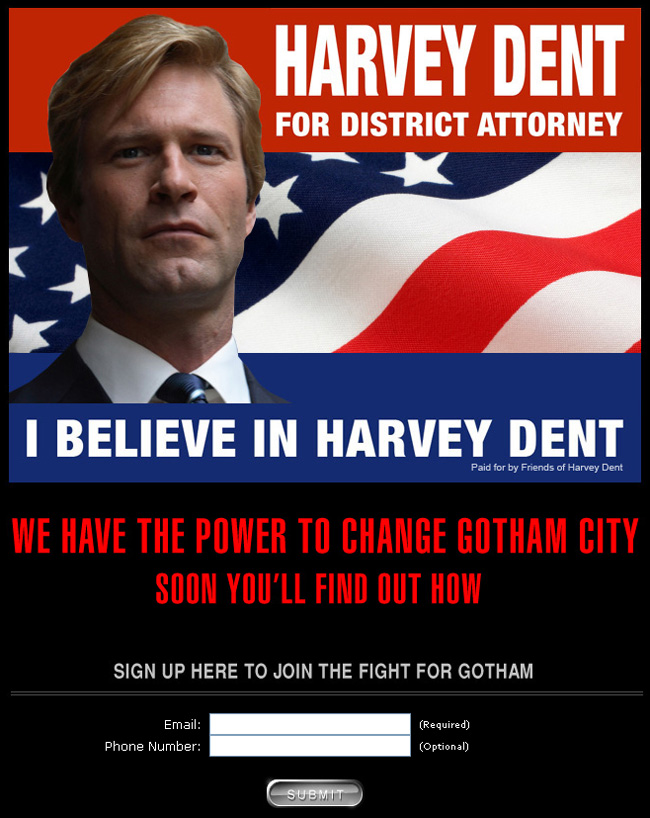 HARVEY DENT
FOR DISTRICT ATTORNEY
I BELIEVE IN HARVEY DENT
Paid for by Friends of Harvey Dent
WE HAVE THE POWER TO CHANGE GOTHAM CITY
SOON YOU'LL FIND OUT HOW
SIGN UP HERE TO JOIN THE FIGHT FOR GOTHAM
Email: (Required)
Phone Number: (Optional)
SUBMIT